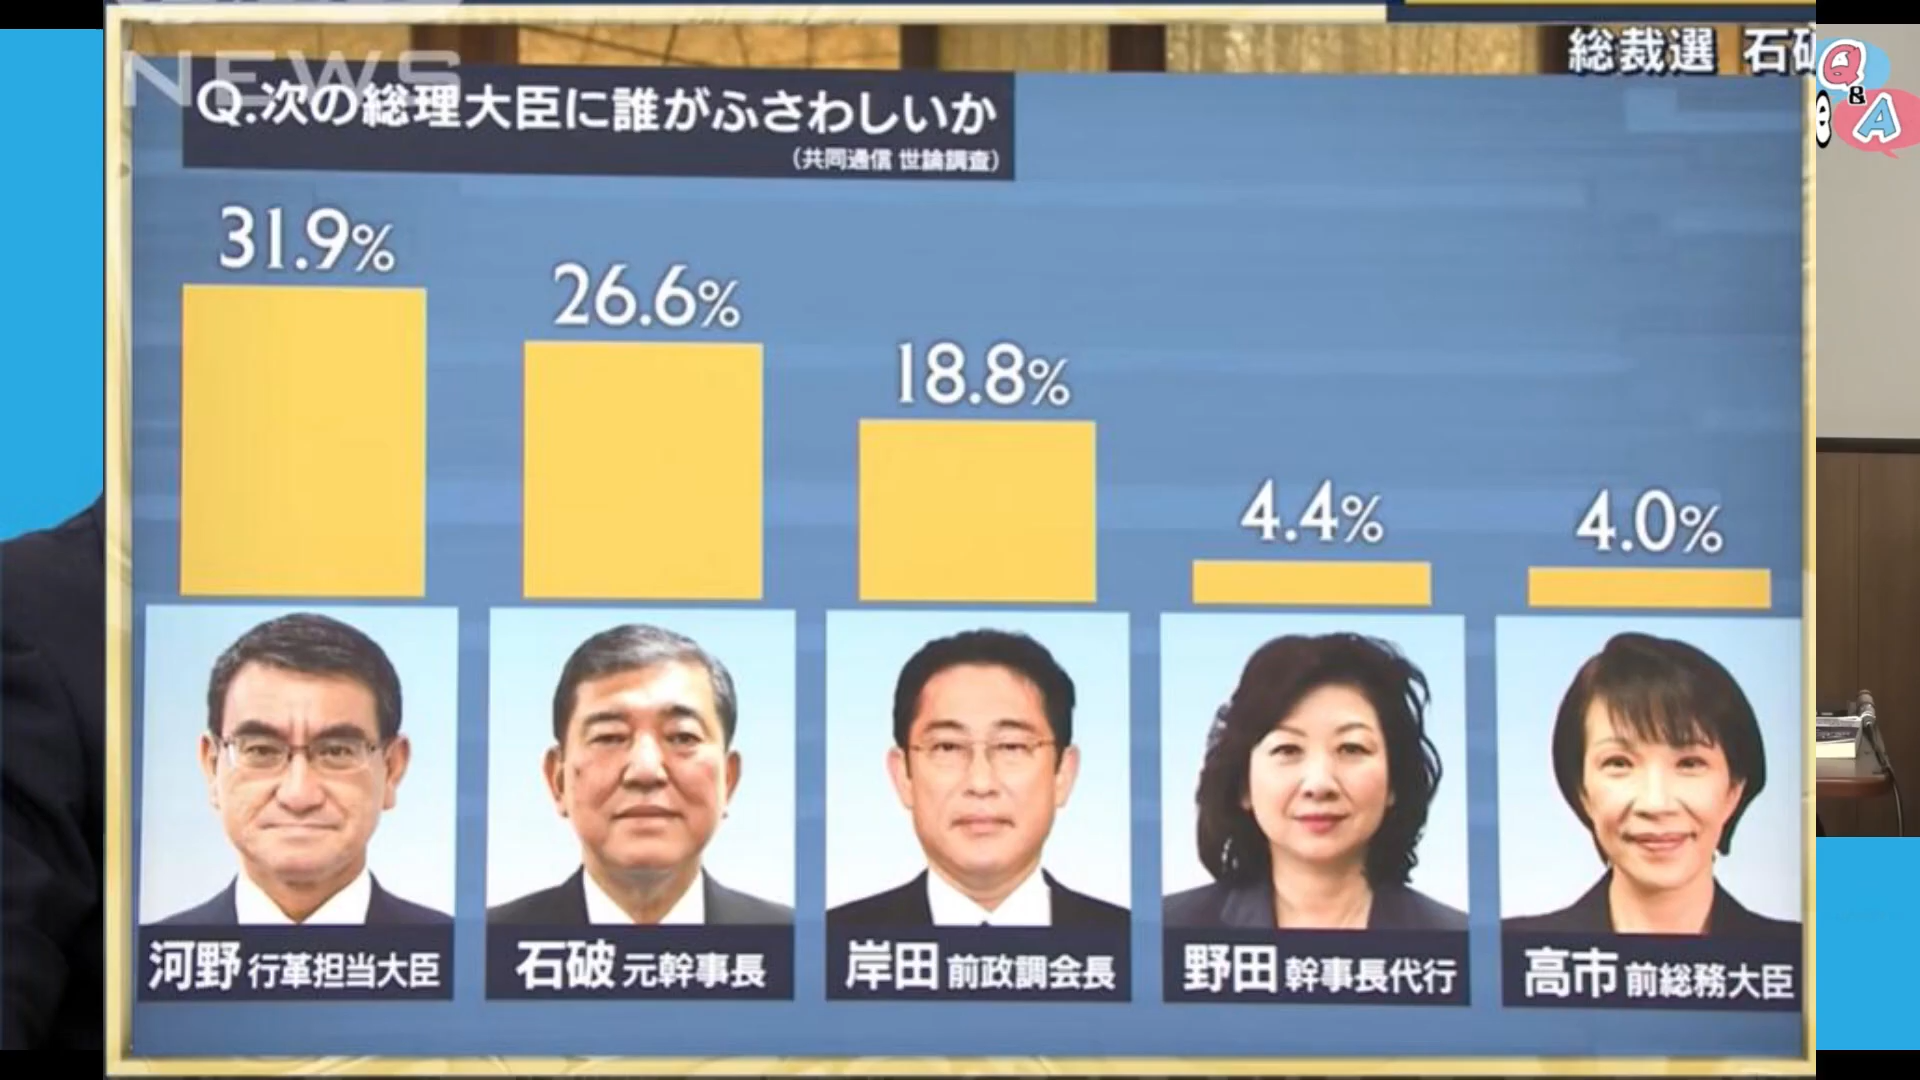 NEWS
総裁選 石破
Q&A
Q.次の総理大臣に誰がふさわしいか
(共同通信 世論調査)
31.9%
26.6%
18.8%
4.4%
4.0%
河野 行革担当大臣
石破 元幹事長
岸田 前政調会長
野田 幹事長代行
高市 前総務大臣